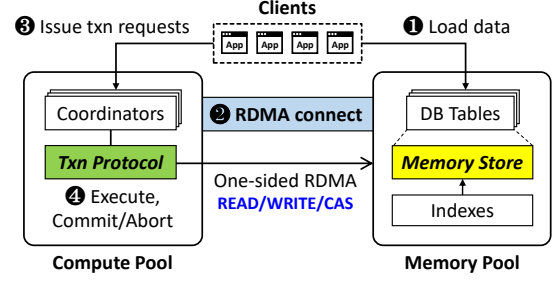 Clients
❸ Issue txn requests
❶ Load data
App App App App
Coordinators
❷ RDMA connect
DB Tables
Txn Protocol
Memory Store
❹ Execute,
Commit/Abort
One-sided RDMA
READ/WRITE/CAS
Indexes
Compute Pool
Memory Pool